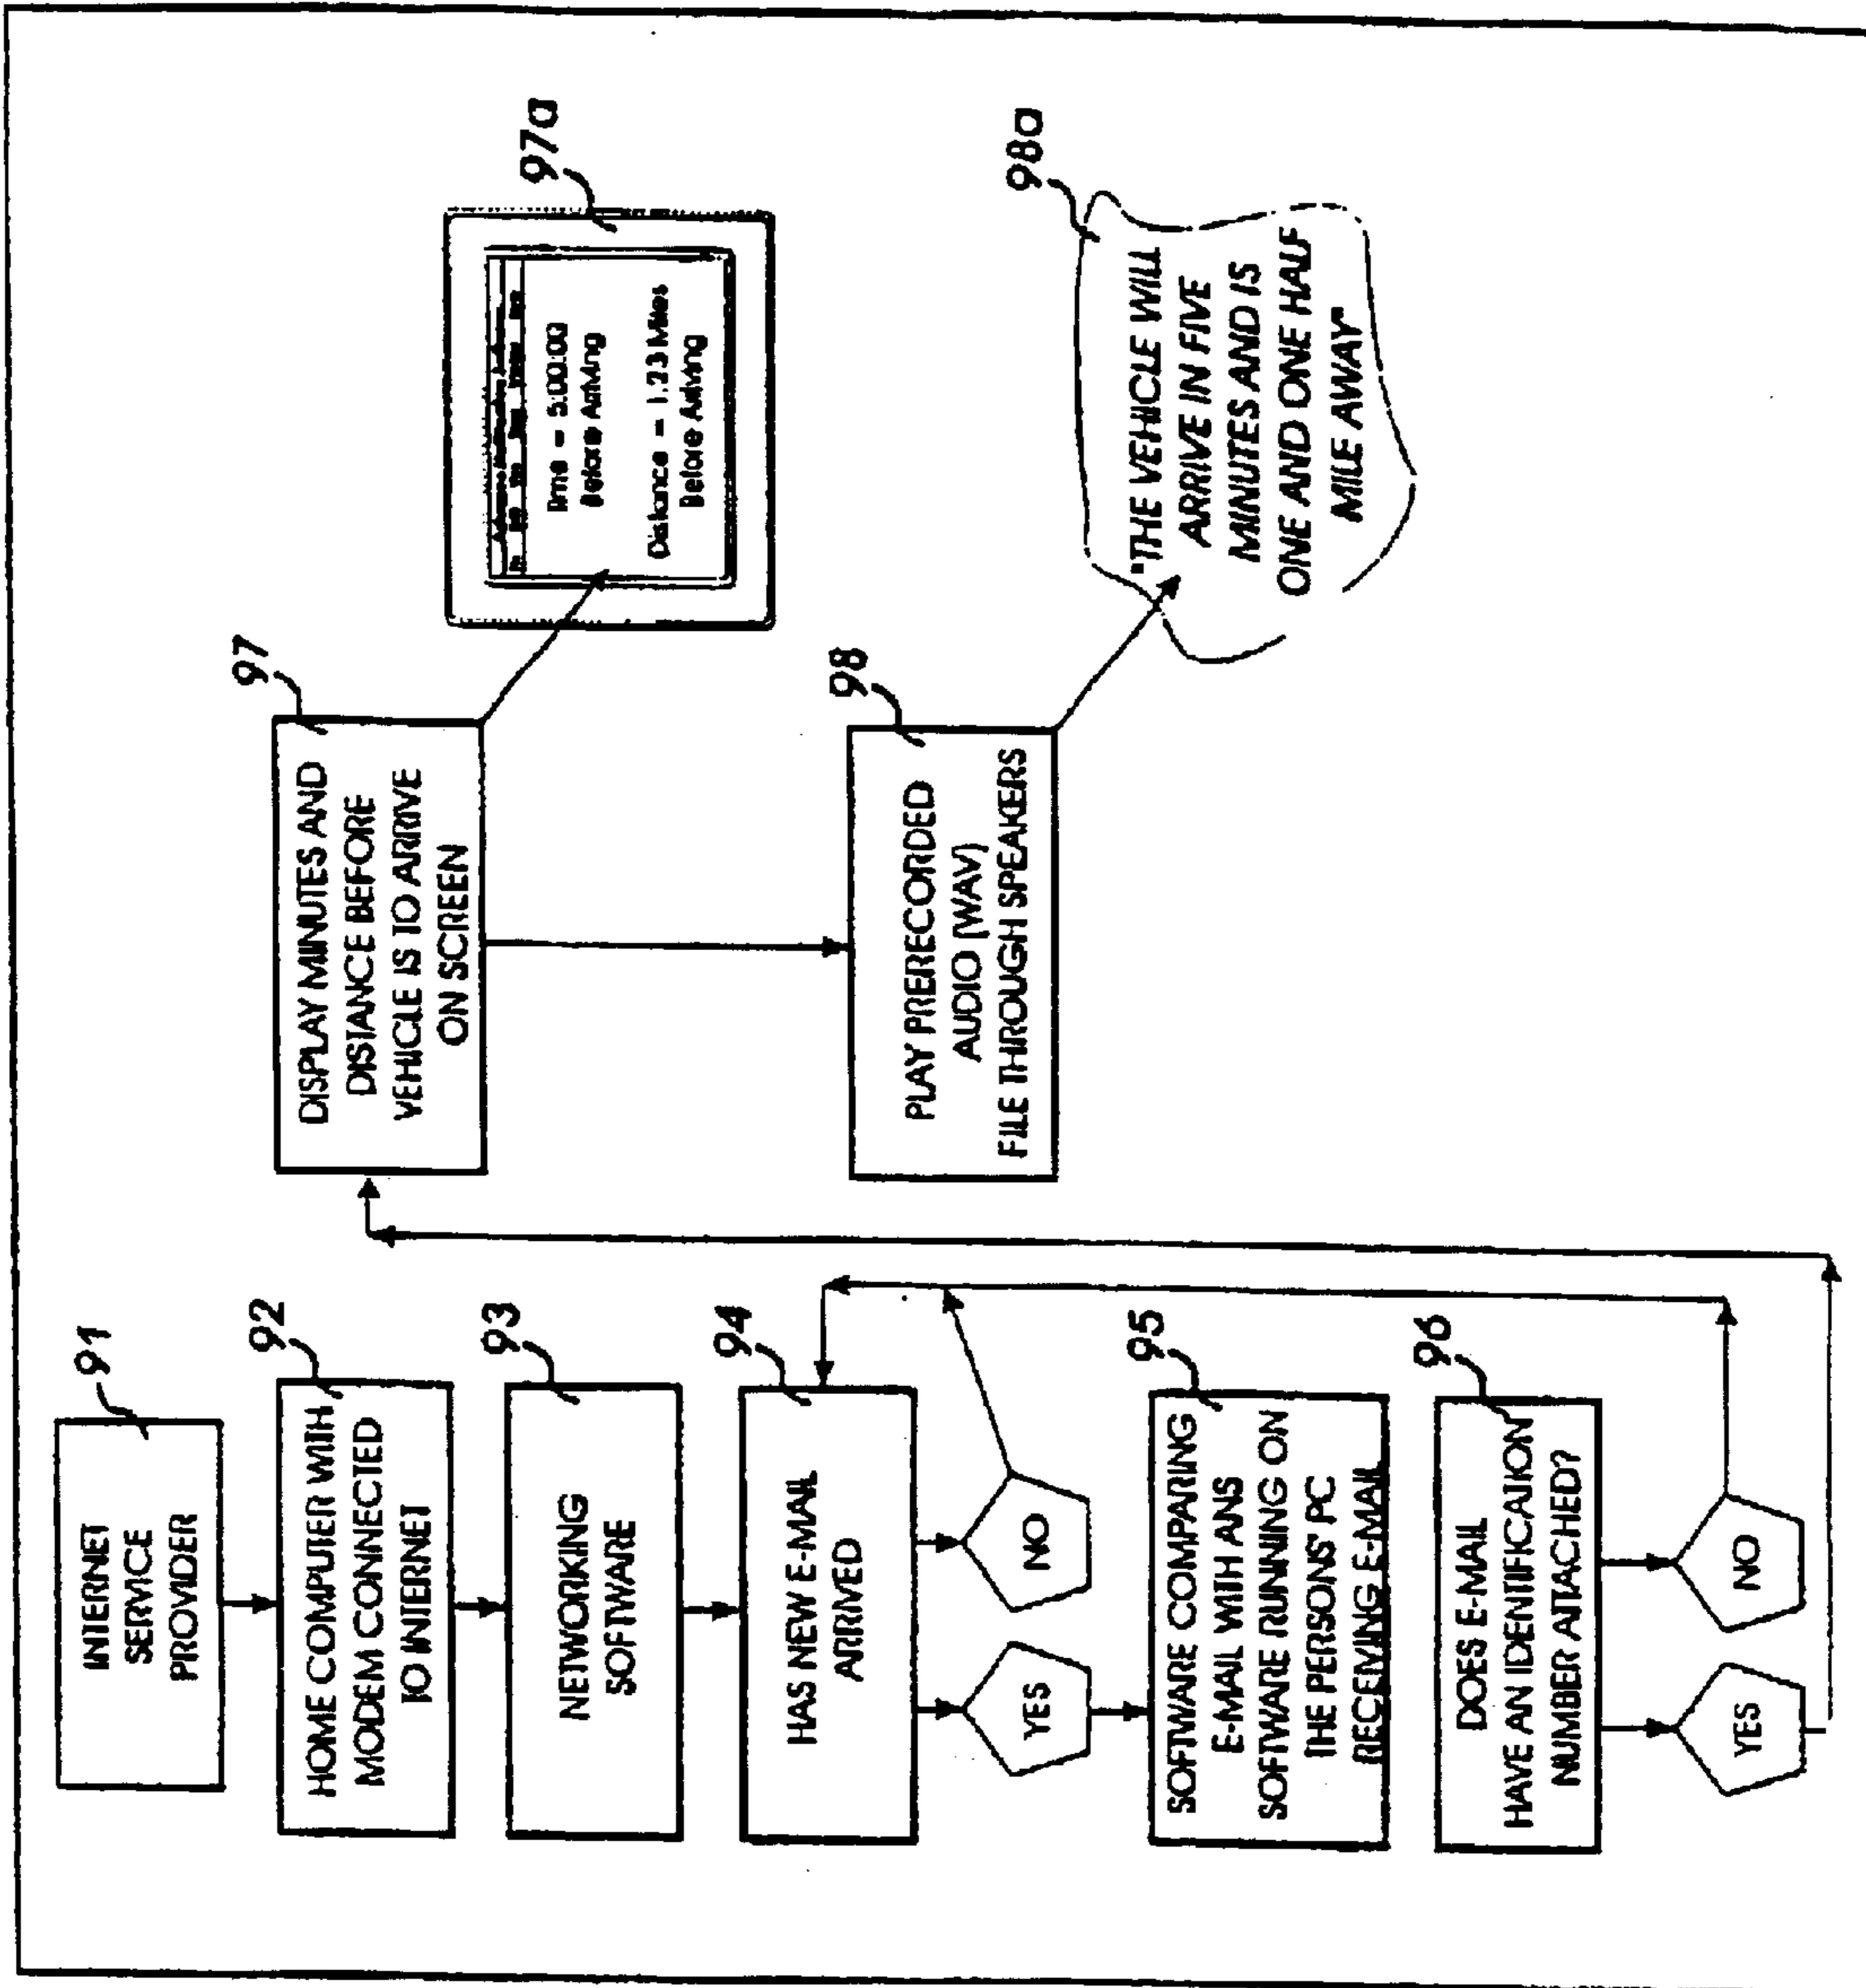 91
INTERNET
SERVICE
PROVIDER
92
HOME COMPUTER WITH
MODEM CONNECTED
TO INTERNET
93
NETWORKING
SOFTWARE
94
HAS NEW E-MAIL
ARRIVED
YES
NO
95
SOFTWARE COMPARING
E-MAIL WITH ANS
SOFTWARE RUNNING ON
THE PERSONS' PC
RECEIVING E-MAIL
96
DOES E-MAIL
HAVE AN IDENTIFICAION
NUMBER ATTACHED?
YES
NO
97
DISPLAY MINUTES AND
DISTANCE BEFORE
VEHICLE IS TO ARRIVE
ON SCREEN
97a
Time = 5:00:00
Before Arriving
Distance = 1.23 Miles
Before Arriving
98
PLAY PRERECORDED
AUDIO (WAV)
FILE THROUGH SPEAKERS
98a
"THE VEHICLE WILL
ARRIVE IN FIVE
MINUTES AND IS
ONE AND ONE HALF
MILE AWAY"